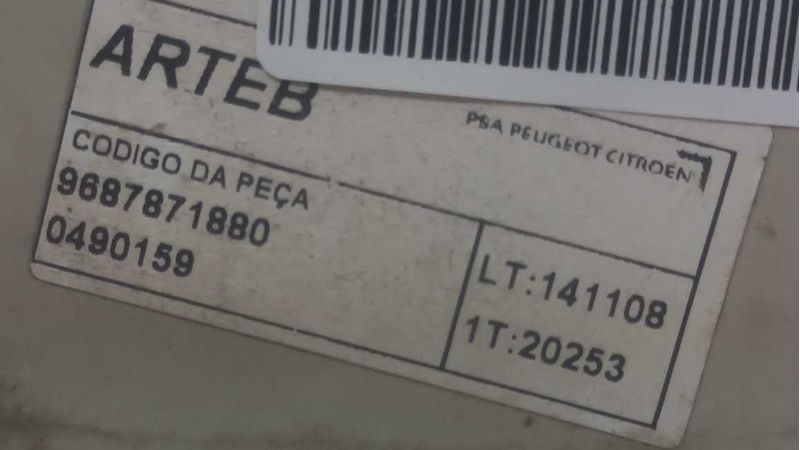 ARTEB
PSA PEUGEOT CITROËN
CODIGO DA PEÇA
9687871880
0490159
LT:141108
1T:20253